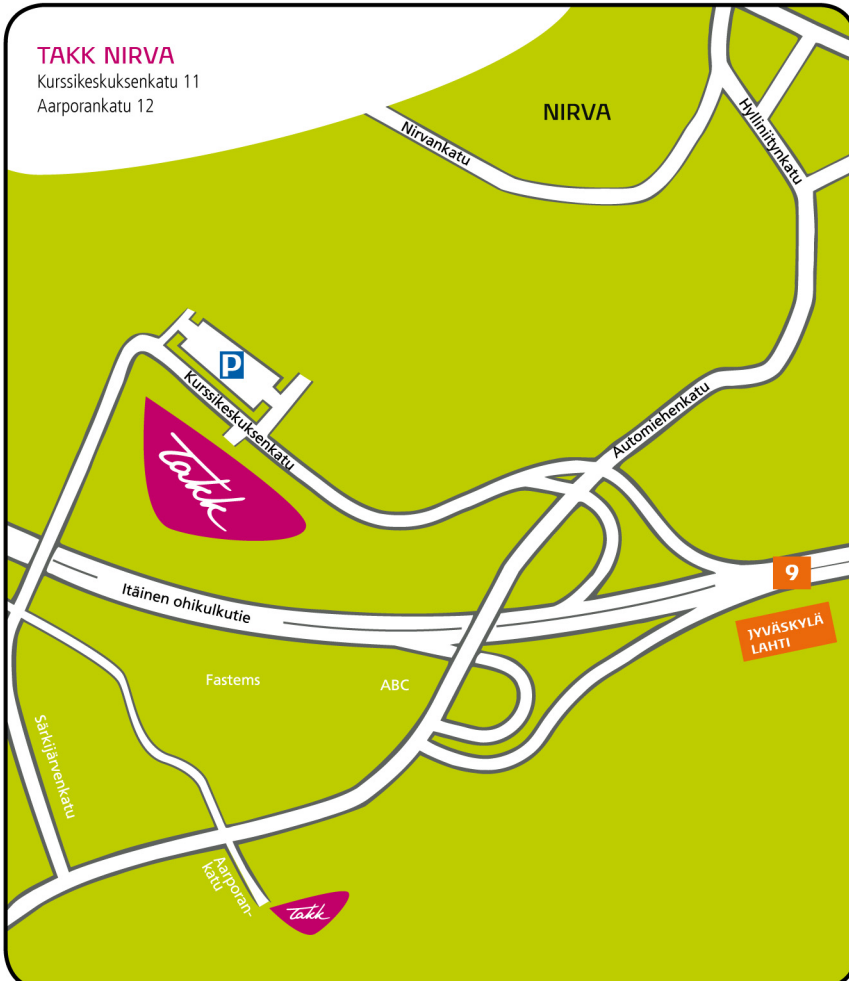 TAKK NIRVA
Kurssikeskuksenkatu 11
Aarporankatu 12
NIRVA
Nirvankatu
Hylliniitynkatu
P
Kurssikeskuksenkatu
Takk
Automiehenkatu
9
Itäinen ohikulkutie
JYVÄSKYLÄ
LAHTI
Fastems
ABC
Särkijärvenkatu
Aarporan-
katu
Takk